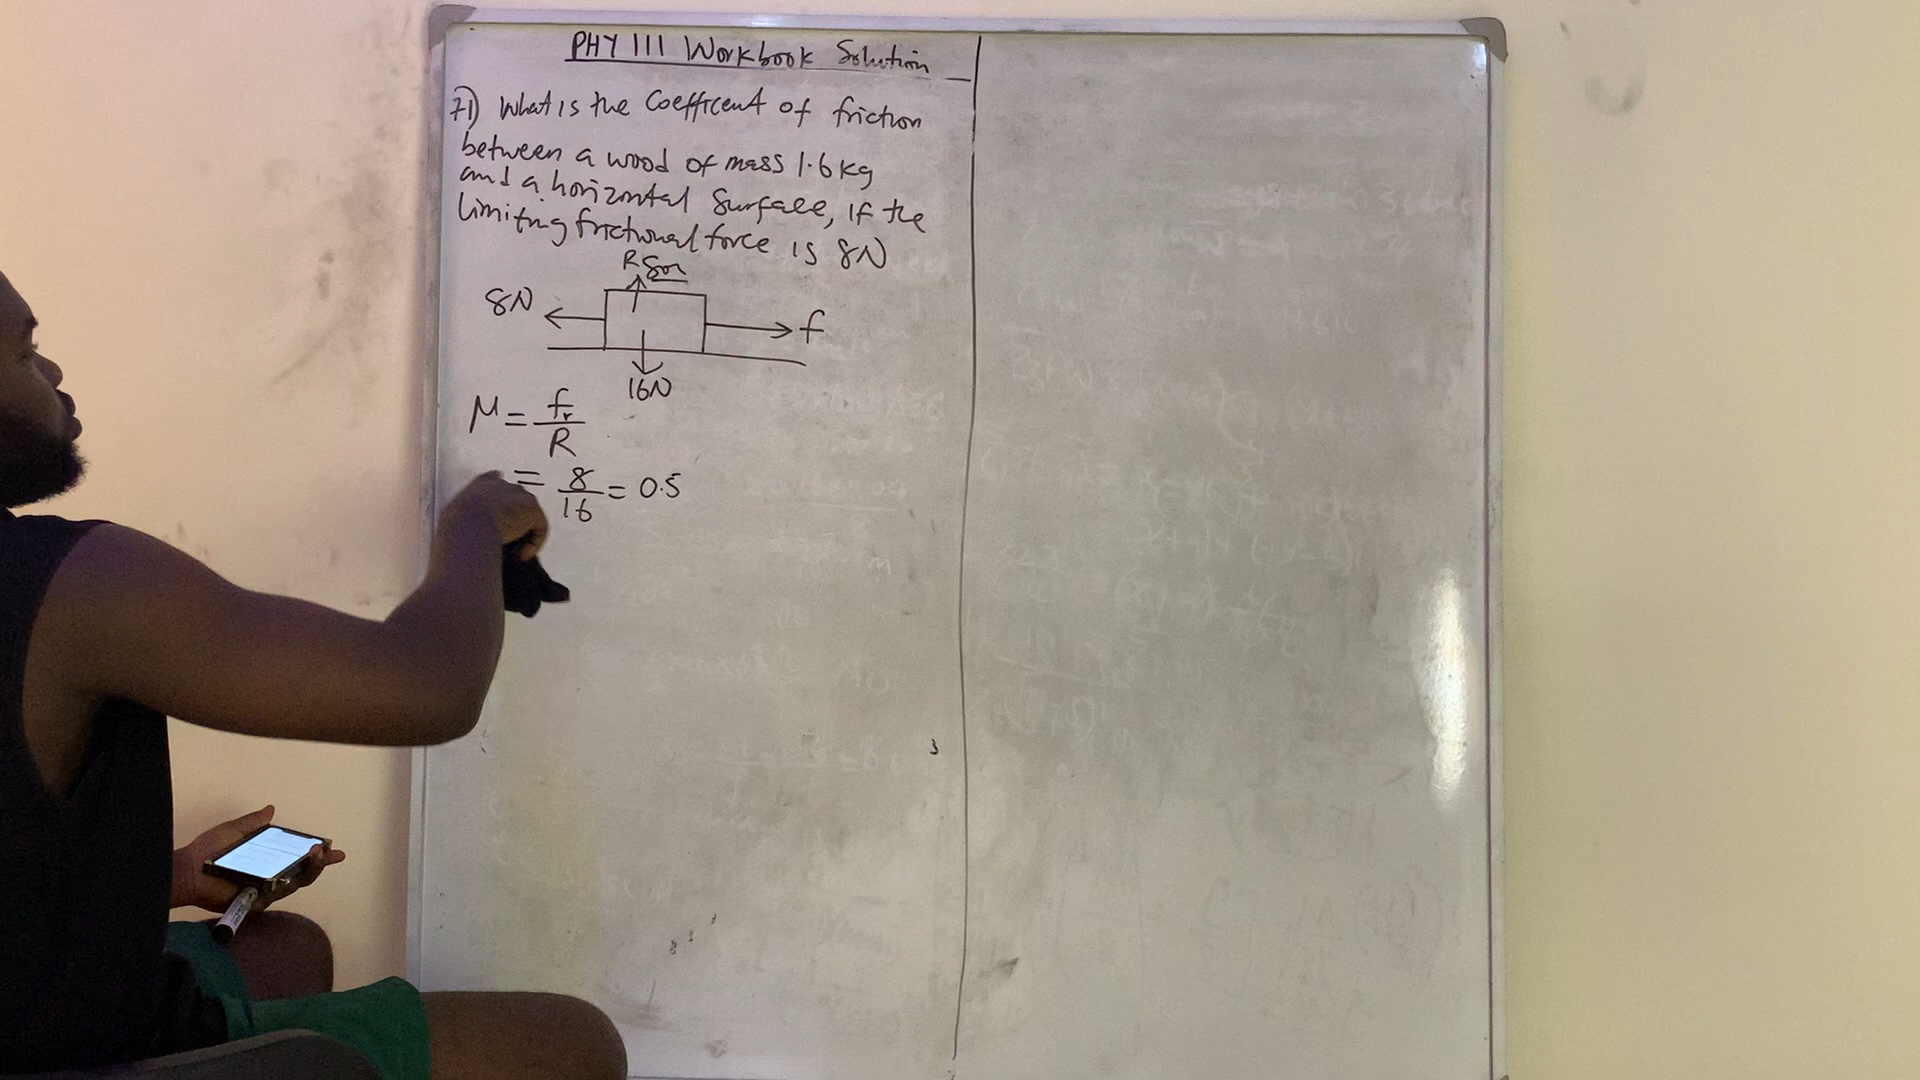 PHY 111 Workbook Solution
71) What is the Coefficent of friction
between a wood of mass 1.6kg
and a horizontal Surface, if the
limiting frictional force is 8N
R Son
8N
f
16N
M = fr/R
= 8/16 = 0.5